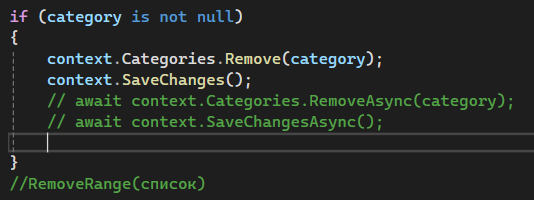 if (category is not null)
{
context.Categories.Remove(category);
context.SaveChanges();
// await context.Categories.RemoveAsync(category);
// await context.SaveChangesAsync();
}
//RemoveRange(список)